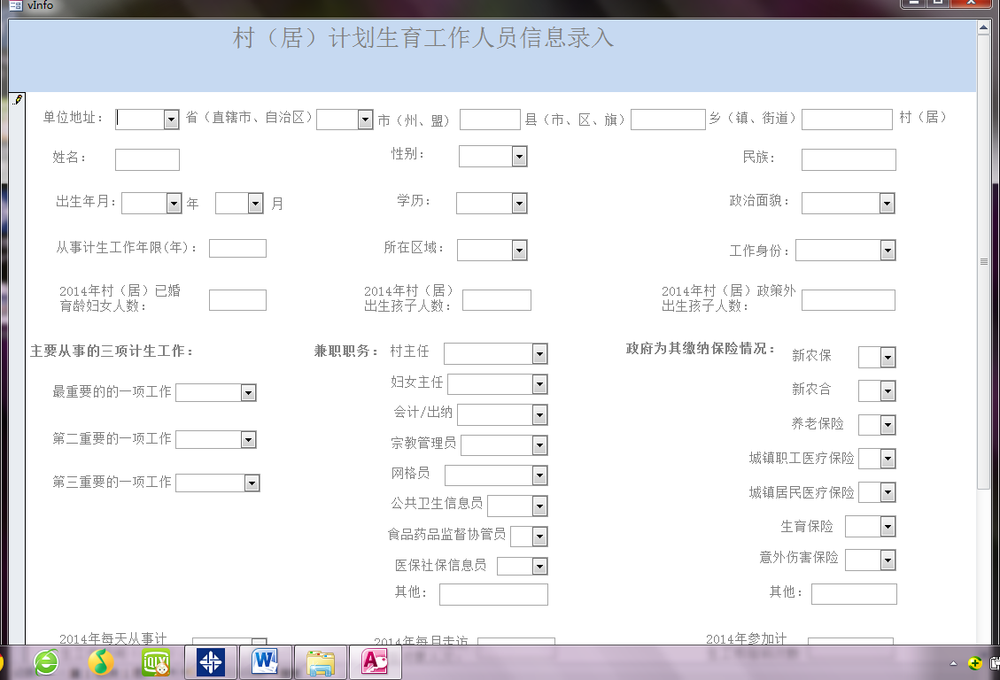 vInfo
村（居）计划生育工作人员信息录入
单位地址： 省（直辖市、自治区） 市（州、盟） 县（市、区、旗） 乡（镇、街道） 村（居）
姓名： 性别： 民族：
出生年月： 年 月 学历： 政治面貌：
从事计生工作年限(年)： 所在区域： 工作身份：
2014年村（居）已婚 2014年村（居） 2014年村（居）政策外
育龄妇女人数： 出生孩子人数： 出生孩子人数：
主要从事的三项计生工作： 兼职职务： 村主任 政府为其缴纳保险情况： 新农保
最重要的的一项工作 妇女主任 新农合
会计/出纳 养老保险
第二重要的一项工作 宗教管理员 城镇职工医疗保险
第三重要的一项工作 网格员 城镇居民医疗保险
公共卫生信息员 生育保险
食品药品监督协管员 意外伤害保险
医保社保信息员
其他： 其他：
2014年每天从事计 2014年每月走访 2014年参加计